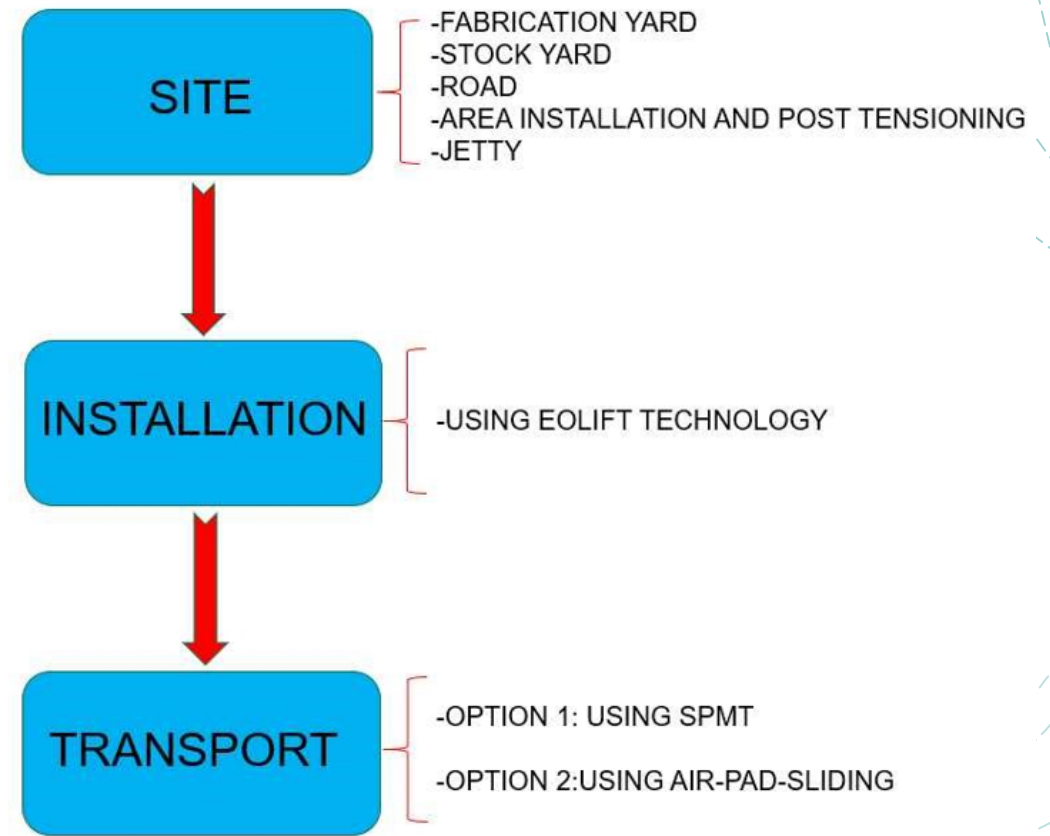 SITE
-FABRICATION YARD
-STOCK YARD
-ROAD
-AREA INSTALLATION AND POST TENSIONING
-JETTY
INSTALLATION
-USING EOLIFT TECHNOLOGY
TRANSPORT
-OPTION 1: USING SPMT
-OPTION 2:USING AIR-PAD-SLIDING